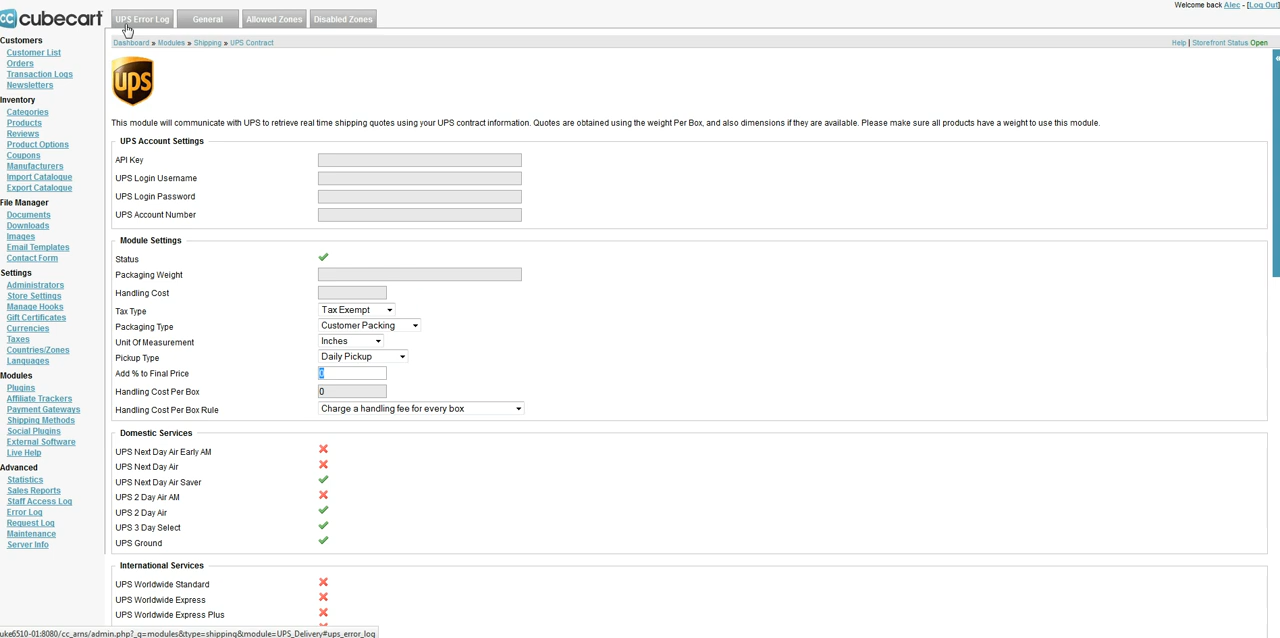 cc cubecart
UPS Error Log General Allowed Zones Disabled Zones
Welcome back Alec - [Log Out]
Dashboard » Modules » Shipping » UPS Contract
Help | Storefront Status Open
Customers
Customer List
Orders
Transaction Logs
Newsletters
Inventory
Categories
Products
Reviews
Product Options
Coupons
Manufacturers
Import Catalogue
Export Catalogue
File Manager
Documents
Downloads
Images
Email Templates
Contact Form
Settings
Administrators
Store Settings
Manage Hooks
Gift Certificates
Currencies
Taxes
Countries/Zones
Languages
Modules
Plugins
Affiliate Trackers
Payment Gateways
Shipping Methods
Social Plugins
External Software
Live Help
Advanced
Statistics
Sales Reports
Staff Access Log
Error Log
Request Log
Maintenance
Server Info
ups
This module will communicate with UPS to retrieve real time shipping quotes using your UPS contract information. Quotes are obtained using the weight Per Box, and also dimensions if they are available. Please make sure all products have a weight to use this module.
UPS Account Settings
API Key
UPS Login Username
UPS Login Password
UPS Account Number
Module Settings
Status
Packaging Weight
Handling Cost
Tax Type Tax Exempt
Packaging Type Customer Packing
Unit Of Measurement Inches
Pickup Type Daily Pickup
Add % to Final Price 0
Handling Cost Per Box 0
Handling Cost Per Box Rule Charge a handling fee for every box
Domestic Services
UPS Next Day Air Early AM
UPS Next Day Air
UPS Next Day Air Saver
UPS 2 Day Air AM
UPS 2 Day Air
UPS 3 Day Select
UPS Ground
International Services
UPS Worldwide Standard
UPS Worldwide Express
UPS Worldwide Express Plus
uke6510-01:8080/cc_arns/admin.php?_g=modules&type=shipping&module=UPS_Delivery#ups_error_log